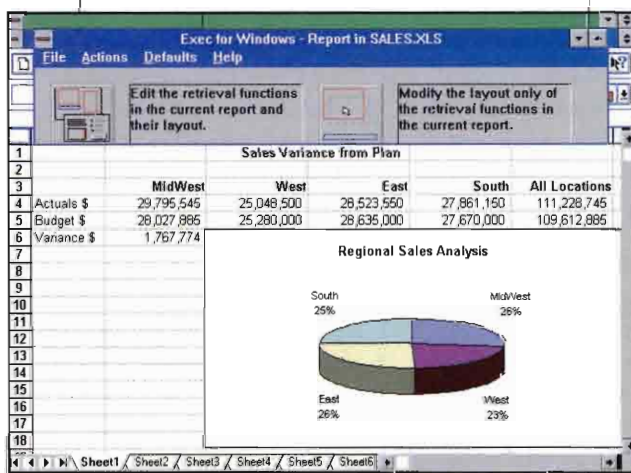 Exec for Windows - Report in SALES.XLS
File Actions Defaults Help
Edit the retrieval functions in the current report and their layout.
Modify the layout only of the retrieval functions in the current report.
1 Sales Variance from Plan
2
3 MidWest West East South All Locations
4 Actuals $ 29,795,545 25,048,500 28,523,550 27,861,150 111,228,745
5 Budget $ 28,027,885 25,280,000 28,635,000 27,670,000 109,612,885
6 Variance $ 1,767,774
7 Regional Sales Analysis
8
9
10
11
12
13
14
15
16
17
18
South 25%
MidWest 26%
East 26%
West 23%
Sheet1 Sheet2 Sheet3 Sheet4 Sheet5 Sheet6